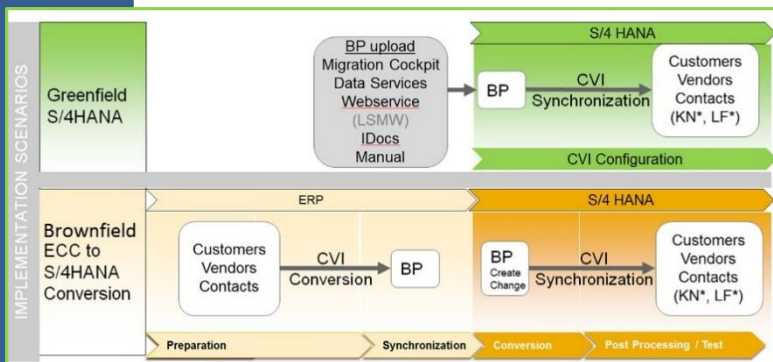 IMPLEMENTATION SCENARIOS
Greenfield
S/4HANA
BP upload
Migration Cockpit
Data Services
Webservice
(LSMW)
IDocs
Manual
S/4 HANA
BP
CVI
Synchronization
Customers
Vendors
Contacts
(KN*, LF*)
CVI Configuration
Brownfield
ECC to
S/4HANA
Conversion
ERP
S/4 HANA
Customers
Vendors
Contacts
CVI
Conversion
BP
BP
Create
Change
CVI
Synchronization
Customers
Vendors
Contacts
(KN*, LF*)
Preparation
Synchronization
Conversion
Post Processing / Test